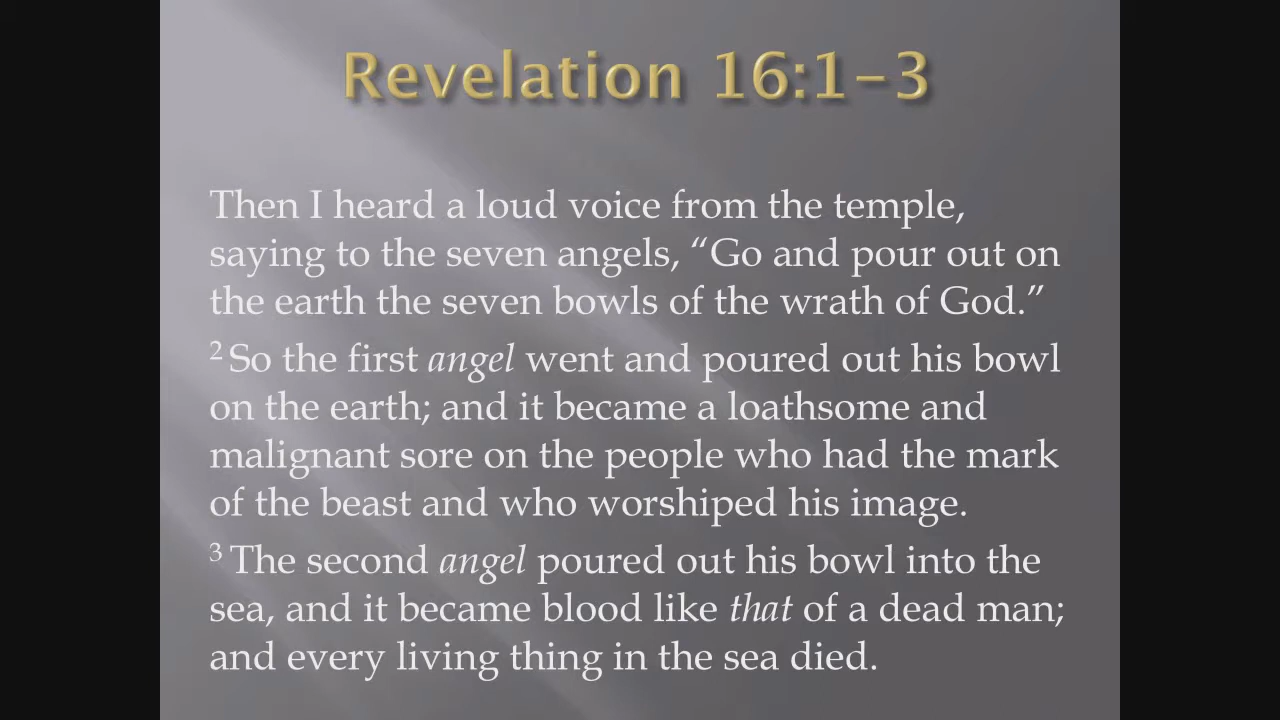 Revelation 16:1-3
Then I heard a loud voice from the temple,
saying to the seven angels, “Go and pour out on
the earth the seven bowls of the wrath of God.”
2 So the first angel went and poured out his bowl
on the earth; and it became a loathsome and
malignant sore on the people who had the mark
of the beast and who worshiped his image.
3 The second angel poured out his bowl into the
sea, and it became blood like that of a dead man;
and every living thing in the sea died.